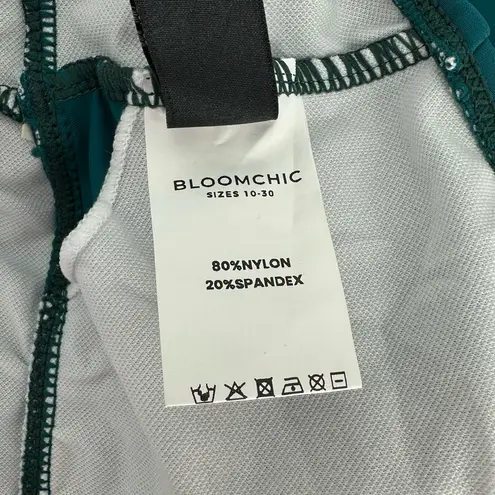 BLOOMCHIC
SIZES 10-30
80%NYLON
20%SPANDEX